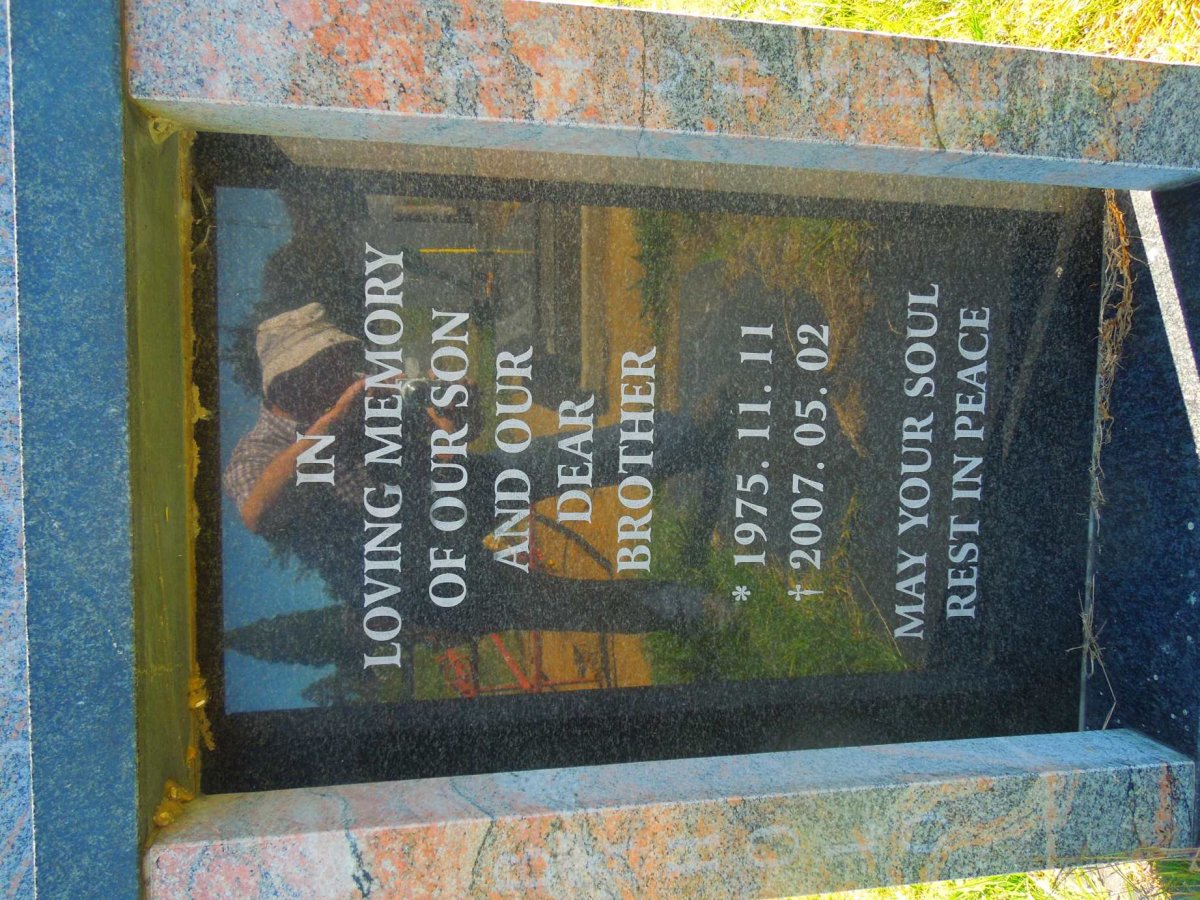 IN
LOVING MEMORY
OF OUR SON
AND OUR
DEAR
BROTHER
* 1975. 11. 11
† 2007. 05. 02
MAY YOUR SOUL
REST IN PEACE